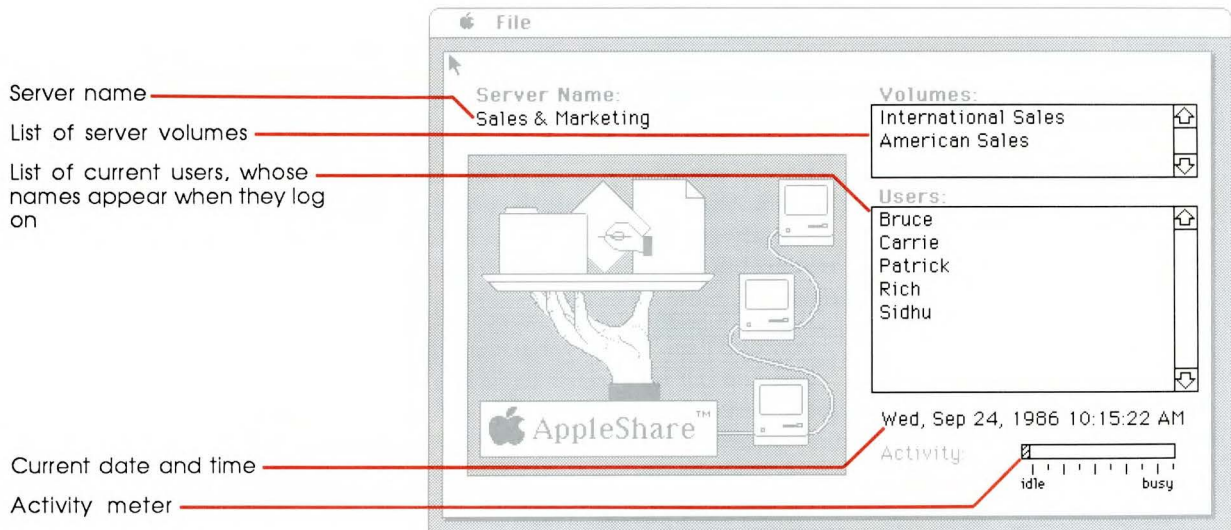 File
Server name
List of server volumes
List of current users, whose
names appear when they log
on
Current date and time
Activity meter
Server Name:
Sales & Marketing
AppleShare™
Volumes:
International Sales
American Sales
Users:
Bruce
Carrie
Patrick
Rich
Sidhu
Wed, Sep 24, 1986 10:15:22 AM
Activity:
idle busy